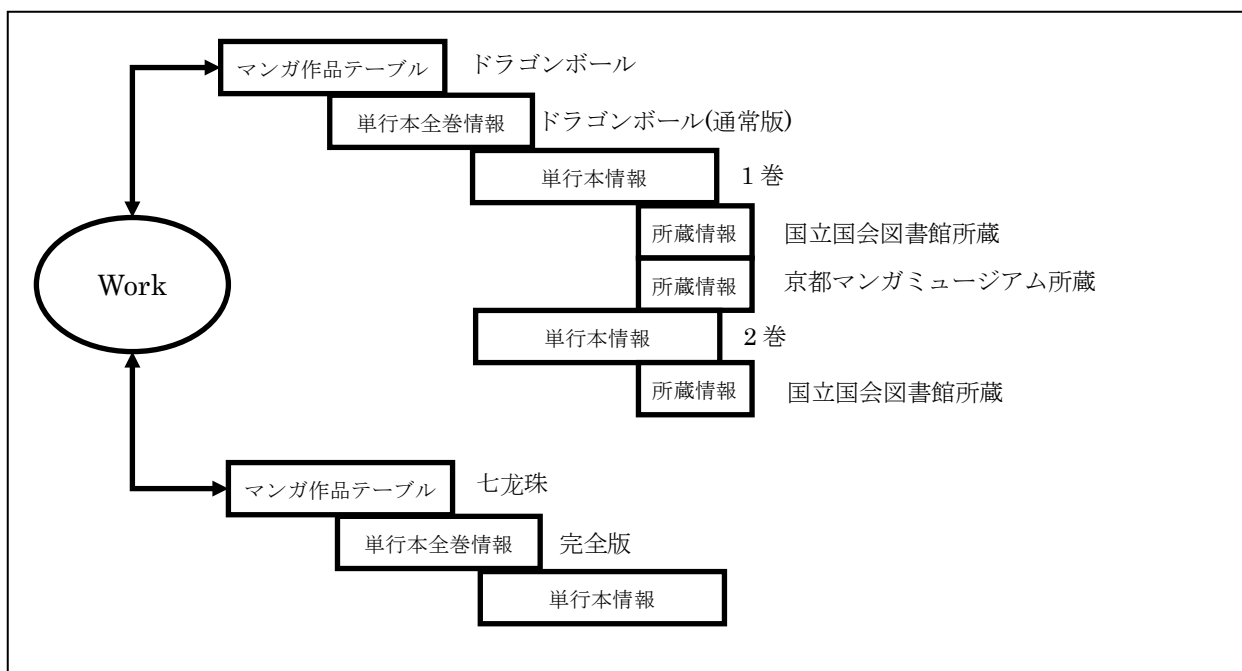 マンガ作品テーブル ドラゴンボール
単行本全巻情報 ドラゴンボール(通常版)
単行本情報 1 巻
所蔵情報 国立国会図書館所蔵
Work
所蔵情報 京都マンガミュージアム所蔵
単行本情報 2 巻
所蔵情報 国立国会図書館所蔵
マンガ作品テーブル 七龙珠
単行本全巻情報 完全版
単行本情報